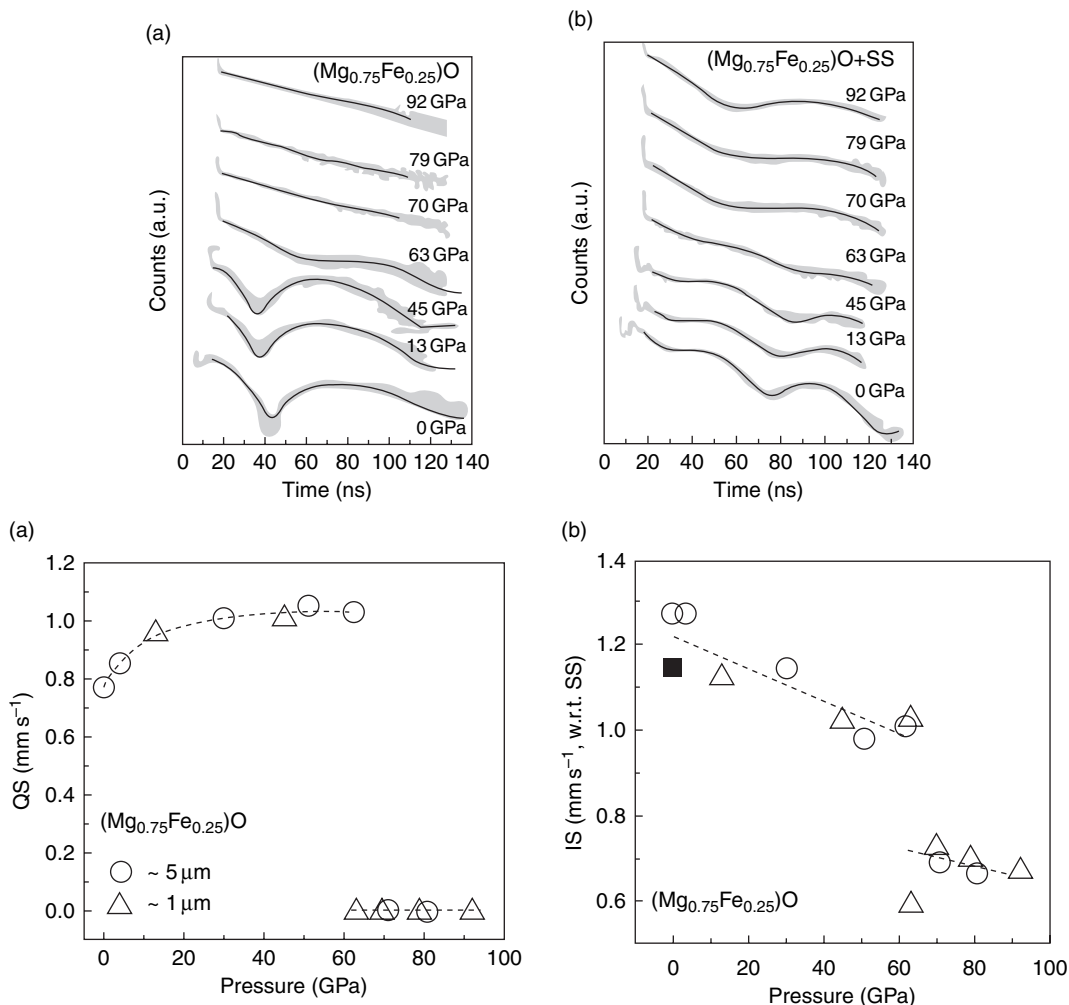 (a)
(Mg0.75Fe0.25)O
92 GPa
79 GPa
70 GPa
63 GPa
45 GPa
13 GPa
0 GPa
Counts (a.u.)
0 20 40 60 80 100 120 140
Time (ns)
(b)
(Mg0.75Fe0.25)O+SS
92 GPa
79 GPa
70 GPa
63 GPa
45 GPa
13 GPa
0 GPa
Counts (a.u.)
0 20 40 60 80 100 120 140
Time (ns)
(a)
1.2
1.0
0.8
0.6
0.4
0.2
0.0
QS (mm s−1)
(Mg0.75Fe0.25)O
~ 5 μm
~ 1 μm
0 20 40 60 80 100
Pressure (GPa)
(b)
1.4
1.2
1.0
0.8
0.6
IS (mm s−1, w.r.t. SS)
(Mg0.75Fe0.25)O
0 20 40 60 80 100
Pressure (GPa)